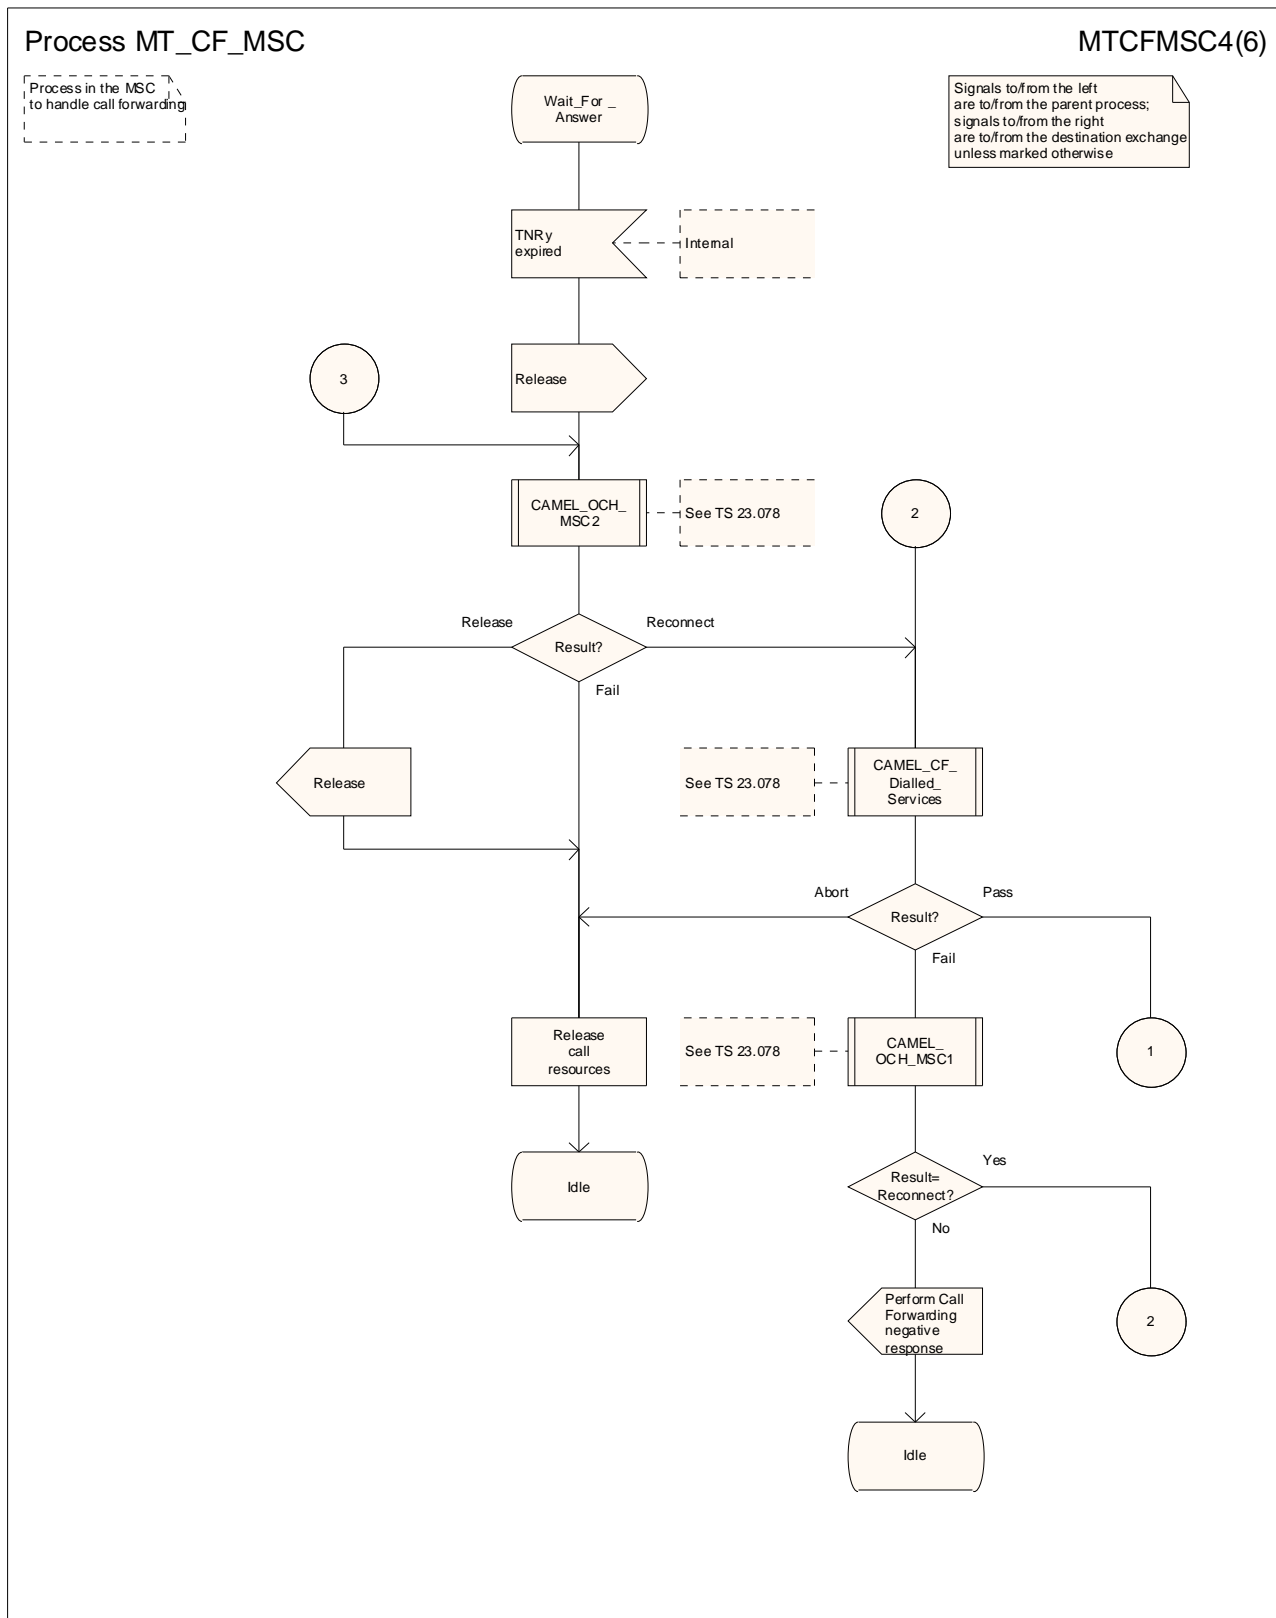 Process MT_CF_MSC
MTCFMSC4(6)
Process in the MSC
to handle call forwarding
Signals to/from the left
are to/from the parent process;
signals to/from the right
are to/from the destination exchange
unless marked otherwise
Wait_For _
Answer
TNRy
expired
Internal
3
Release
CAMEL_OCH_
MSC2
See TS 23.078
2
Release
Result?
Reconnect
Fail
Release
See TS 23.078
CAMEL_CF_
Dialled_
Services
Abort
Result?
Pass
Fail
Release
call
resources
See TS 23.078
CAMEL_
OCH_MSC1
1
Idle
Result=
Reconnect?
Yes
No
Perform Call
Forwarding
negative
response
2
Idle